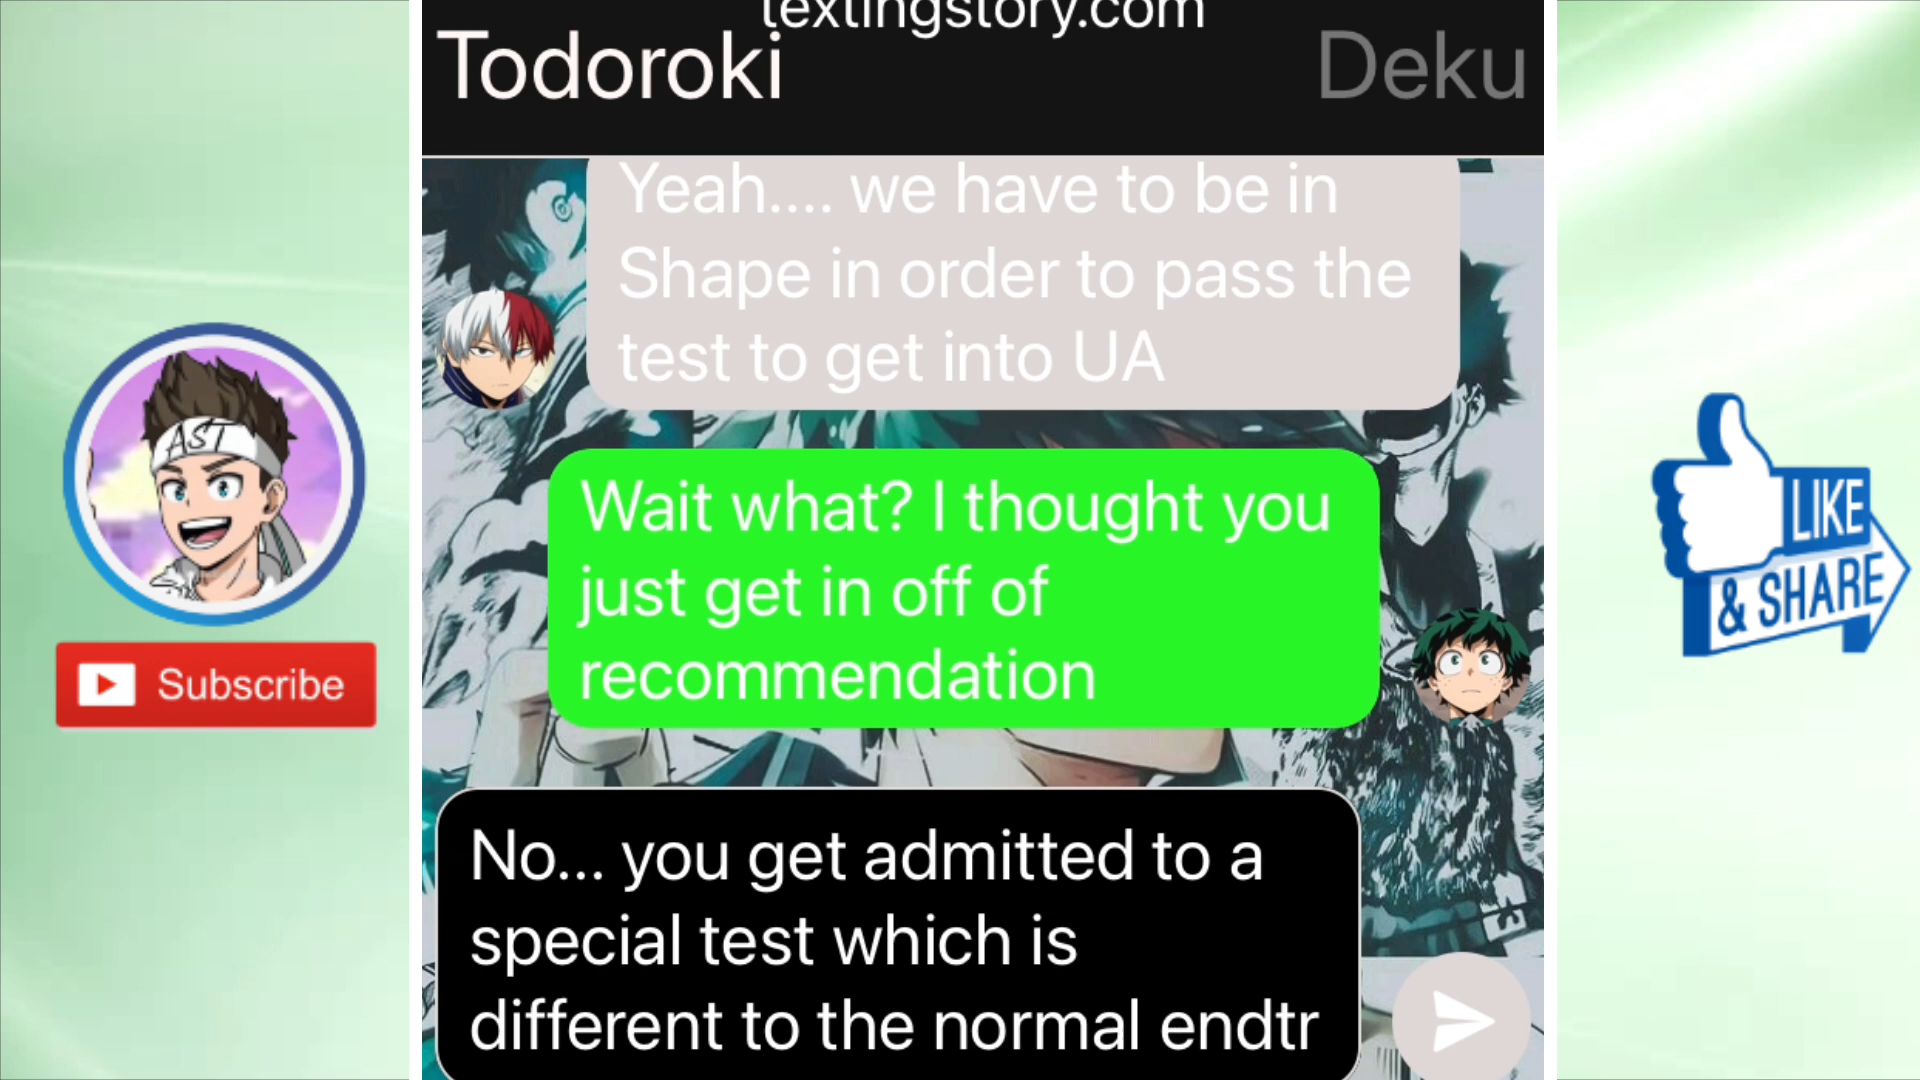 textingstory.com
Todoroki
Deku
Yeah.... we have to be in
Shape in order to pass the
test to get into UA
Wait what? I thought you
just get in off of
recommendation
No... you get admitted to a
special test which is
different to the normal endtr
AST
Subscribe
LIKE
& SHARE